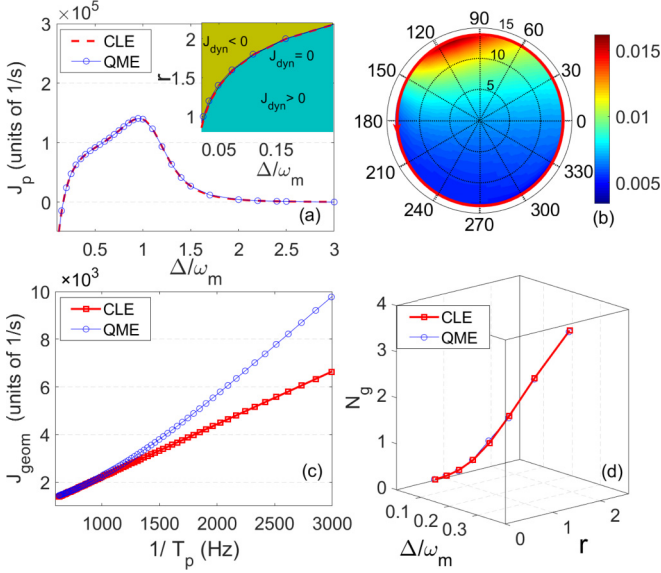 ×10⁵
3
2
1
0
J_p (units of 1/s)
CLE
QME
0.5 1 1.5 2 2.5 3
Δ/ω_m
(a)
2
1.5
1
r
J_dyn < 0
J_dyn = 0
J_dyn > 0
0.05 0.15
Δ/ω_m
90 15
120 60
10
150 30
5
180 0
210 330
240 300
270
(b)
0.015
0.01
0.005
×10³
10
8
6
4
2
J_geom (units of 1/s)
CLE
QME
1000 1500 2000 2500 3000
1/ T_p (Hz)
(c)
4
3
2
1
0
N_g
CLE
QME
(d)
0.1
0.2
0.3
Δ/ω_m
0 1 2
r